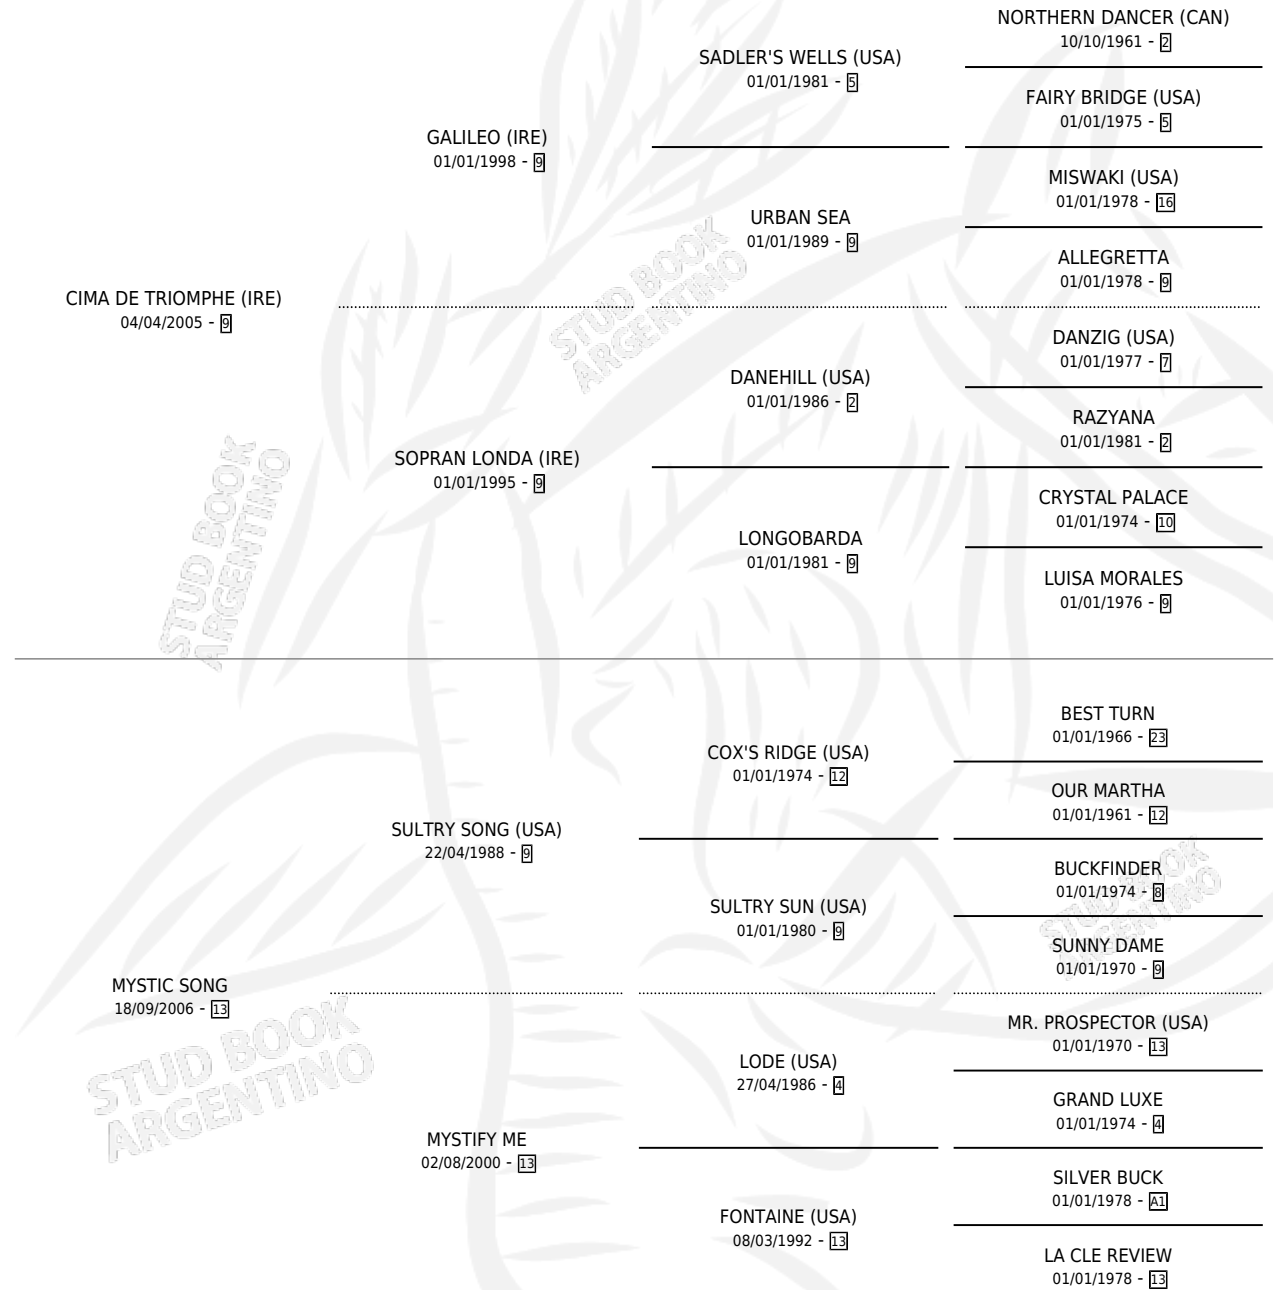 NORTHERN DANCER (CAN)
10/10/1961 - 2
SADLER'S WELLS (USA)
01/01/1981 - 5
FAIRY BRIDGE (USA)
01/01/1975 - 5
GALILEO (IRE)
01/01/1998 - 9
MISWAKI (USA)
01/01/1978 - 16
URBAN SEA
01/01/1989 - 9
ALLEGRETTA
01/01/1978 - 9
CIMA DE TRIOMPHE (IRE)
04/04/2005 - 9
STUD BOOK
ARGENTINO
DANZIG (USA)
01/01/1977 - 7
DANEHILL (USA)
01/01/1986 - 2
RAZYANA
01/01/1981 - 2
SOPRAN LONDA (IRE)
01/01/1995 - 9
CRYSTAL PALACE
01/01/1974 - 10
LONGOBARDA
01/01/1981 - 9
LUISA MORALES
01/01/1976 - 9
STUD BOOK
ARGENTINO
BEST TURN
01/01/1966 - 23
COX'S RIDGE (USA)
01/01/1974 - 12
OUR MARTHA
01/01/1961 - 12
SULTRY SONG (USA)
22/04/1988 - 9
BUCKFINDER
01/01/1974 - 8
SULTRY SUN (USA)
01/01/1980 - 9
STUD BOOK
ARGENTINO
SUNNY DAME
01/01/1970 - 9
MYSTIC SONG
18/09/2006 - 13
MR. PROSPECTOR (USA)
01/01/1970 - 13
LODE (USA)
27/04/1986 - 4
GRAND LUXE
01/01/1974 - 4
STUD BOOK
ARGENTINO
MYSTIFY ME
02/08/2000 - 13
SILVER BUCK
01/01/1978 - A1
FONTAINE (USA)
08/03/1992 - 13
LA CLE REVIEW
01/01/1978 - 13